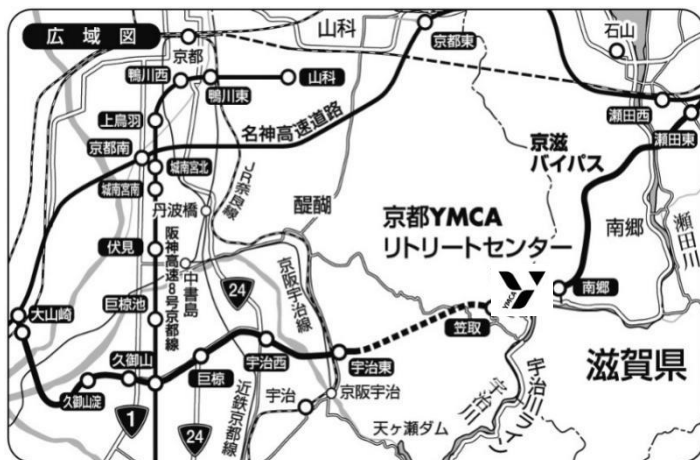 広域図
京都
山科
京都東
石山
鴨川西
鴨川東
山科
上鳥羽
名神高速道路
瀬田西
瀬田東
京都南
城南宮北
城南宮南
JR奈良線
京滋
バイパス
丹波橋
醍醐
京都YMCA
リトリートセンター
南郷
瀬田川
伏見
阪神高速8号京都線
中書島
24
京阪宇治線
YMCA
南郷
大山崎
巨椋池
笠取
久御山
巨椋
宇治西
宇治東
滋賀県
久御山淀
1
24
近鉄京都線
宇治
京阪宇治
天ヶ瀬ダム
宇治川
宇治川ライン